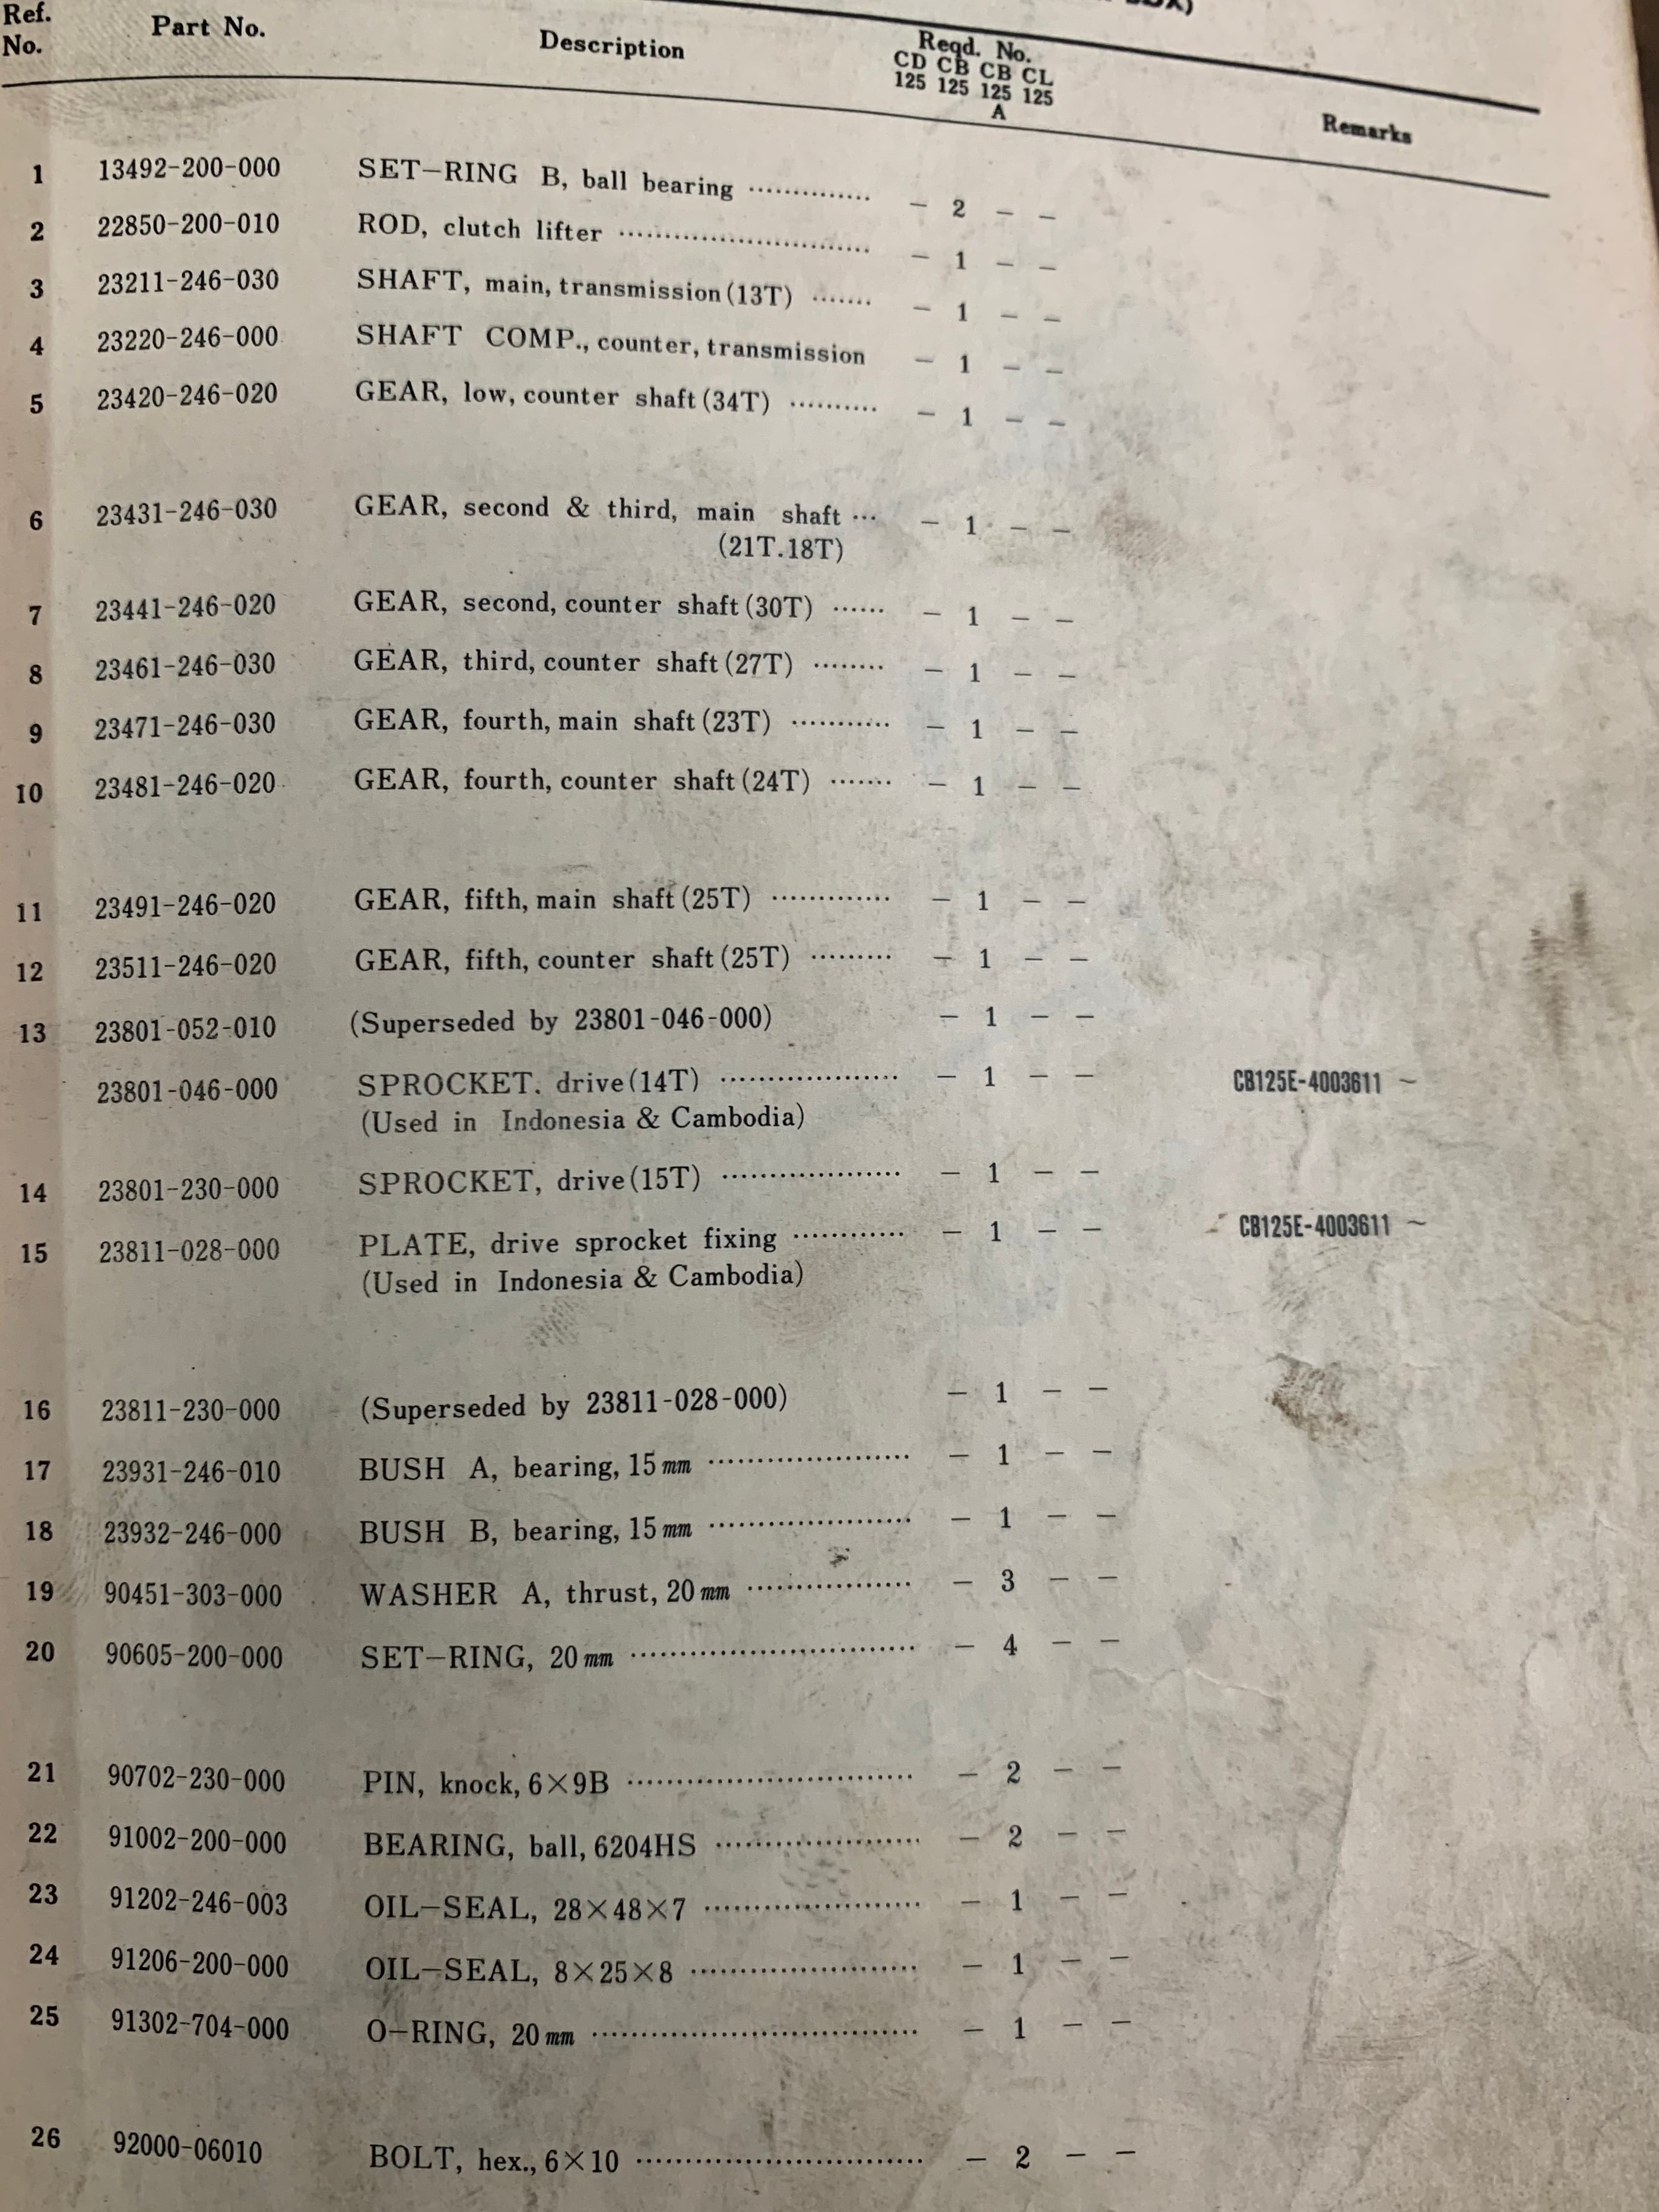 Ref. No. Part No. Description Reqd. No. Remarks
CD CB CB CL
125 125 125 125
A
1 13492-200-000 SET-RING B, ball bearing ·············· - 2 - -
2 22850-200-010 ROD, clutch lifter ··························· - 1 - -
3 23211-246-030 SHAFT, main, transmission (13T) ······· - 1 - -
4 23220-246-000 SHAFT COMP., counter, transmission - 1 - -
5 23420-246-020 GEAR, low, counter shaft (34T) ·········· - 1 - -
6 23431-246-030 GEAR, second & third, main shaft ··· - 1 - -
(21T.18T)
7 23441-246-020 GEAR, second, counter shaft (30T) ······ - 1 - -
8 23461-246-030 GEAR, third, counter shaft (27T) ········ - 1 - -
9 23471-246-030 GEAR, fourth, main shaft (23T) ··········· - 1 - -
10 23481-246-020 GEAR, fourth, counter shaft (24T) ······· - 1 - -
11 23491-246-020 GEAR, fifth, main shaft (25T) ············· - 1 - -
12 23511-246-020 GEAR, fifth, counter shaft (25T) ········· - 1 - -
13 23801-052-010 (Superseded by 23801-046-000) - 1 - -
23801-046-000 SPROCKET. drive (14T) ···················· - 1 - - CB125E-4003611 ~
(Used in Indonesia & Cambodia)
14 23801-230-000 SPROCKET, drive (15T) ···················· - 1 - -
15 23811-028-000 PLATE, drive sprocket fixing ············ - 1 - - CB125E-4003611 ~
(Used in Indonesia & Cambodia)
16 23811-230-000 (Superseded by 23811-028-000) - 1 - -
17 23931-246-010 BUSH A, bearing, 15 mm ······················ - 1 - -
18 23932-246-000 BUSH B, bearing, 15 mm ······················ - 1 - -
19 90451-303-000 WASHER A, thrust, 20 mm ·················· - 3 - -
20 90605-200-000 SET-RING, 20 mm ······························· - 4 - -
21 90702-230-000 PIN, knock, 6×9B ······························· - 2 - -
22 91002-200-000 BEARING, ball, 6204HS ······················ - 2 - -
23 91202-246-003 OIL-SEAL, 28×48×7 ························ - 1 - -
24 91206-200-000 OIL-SEAL, 8×25×8 ························· - 1 - -
25 91302-704-000 O-RING, 20 mm ···································· - 1 - -
26 92000-06010 BOLT, hex., 6×10 ······························· - 2 - -